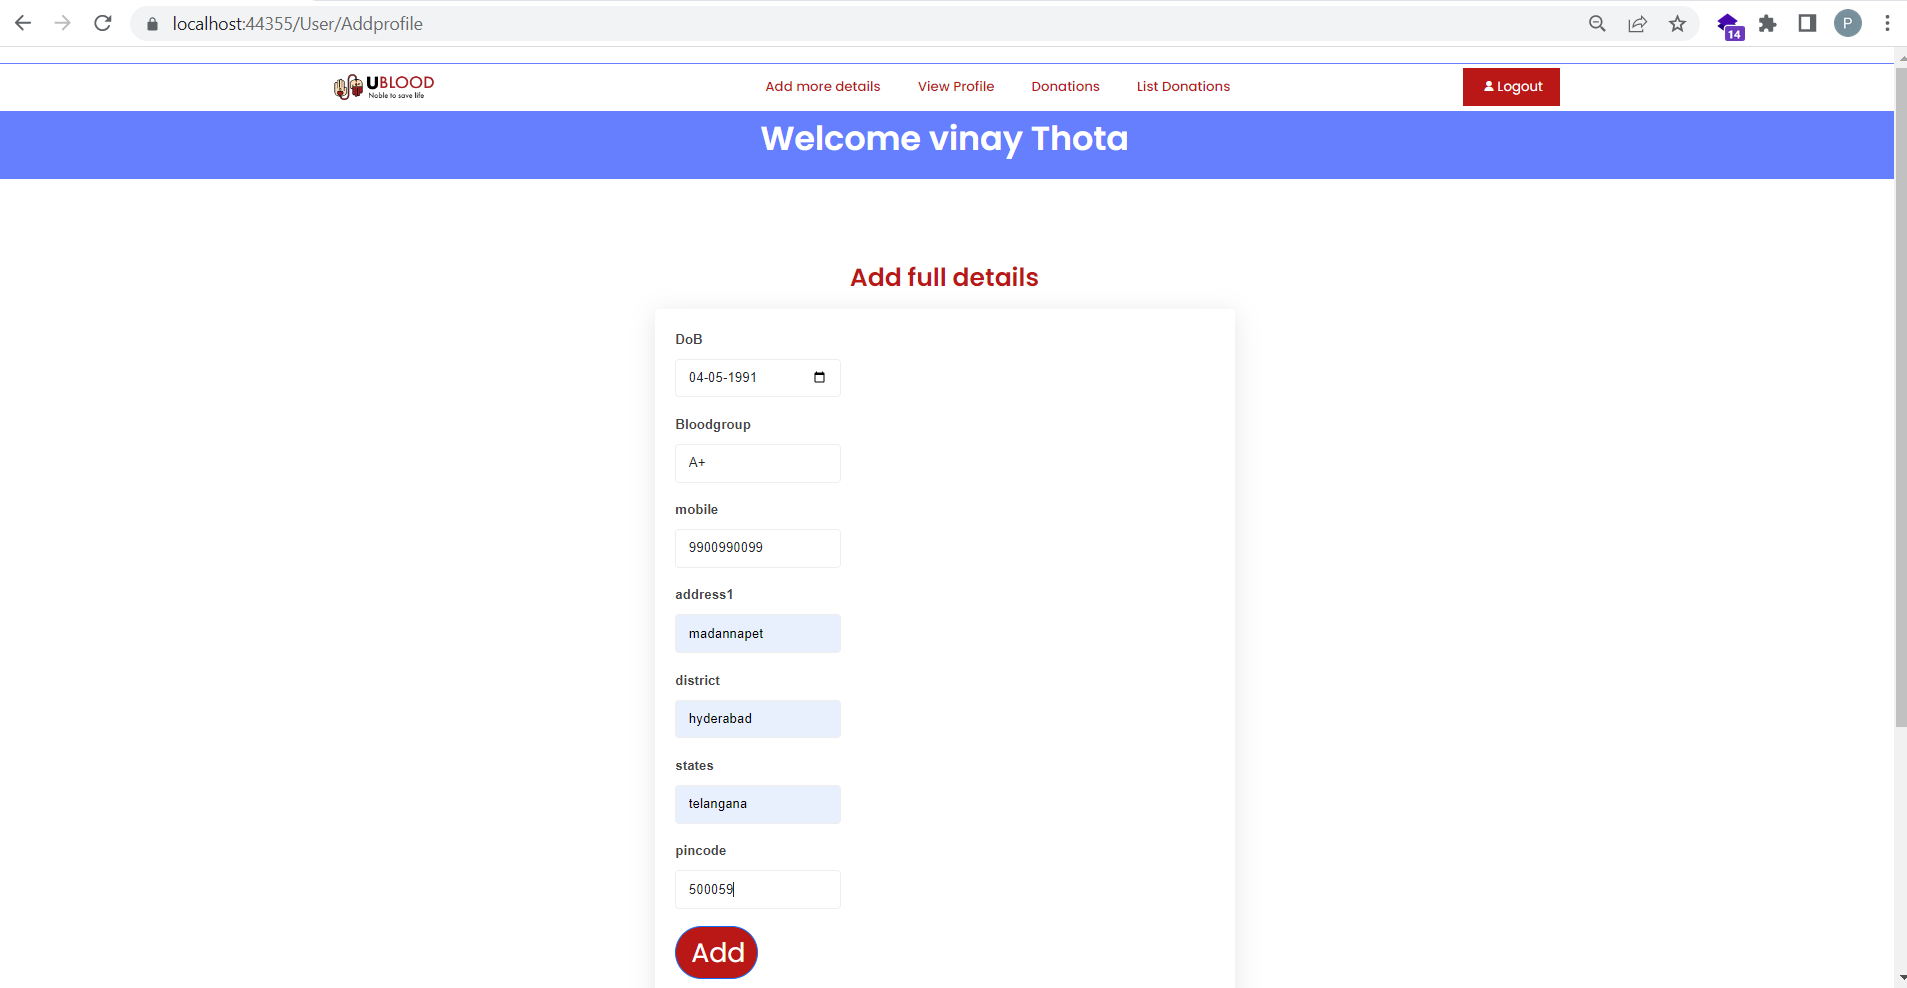 localhost:44355/User/Addprofile
14
P
UBLOOD
Noble to save life
Add more details View Profile Donations List Donations
Logout
Welcome vinay Thota
Add full details
DoB
04-05-1991
Bloodgroup
A+
mobile
9900990099
address1
madannapet
district
hyderabad
states
telangana
pincode
500059
Add